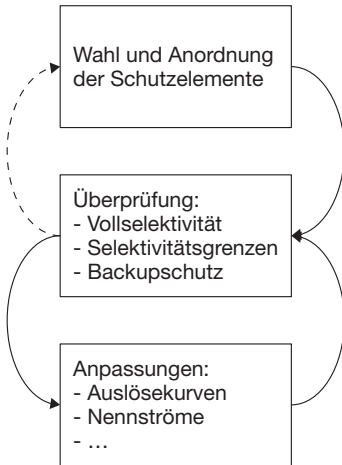 Wahl und Anordnung
der Schutzelemente
Überprüfung:
- Vollselektivität
- Selektivitätsgrenzen
- Backupschutz
Anpassungen:
- Auslösekurven
- Nennströme
- ...